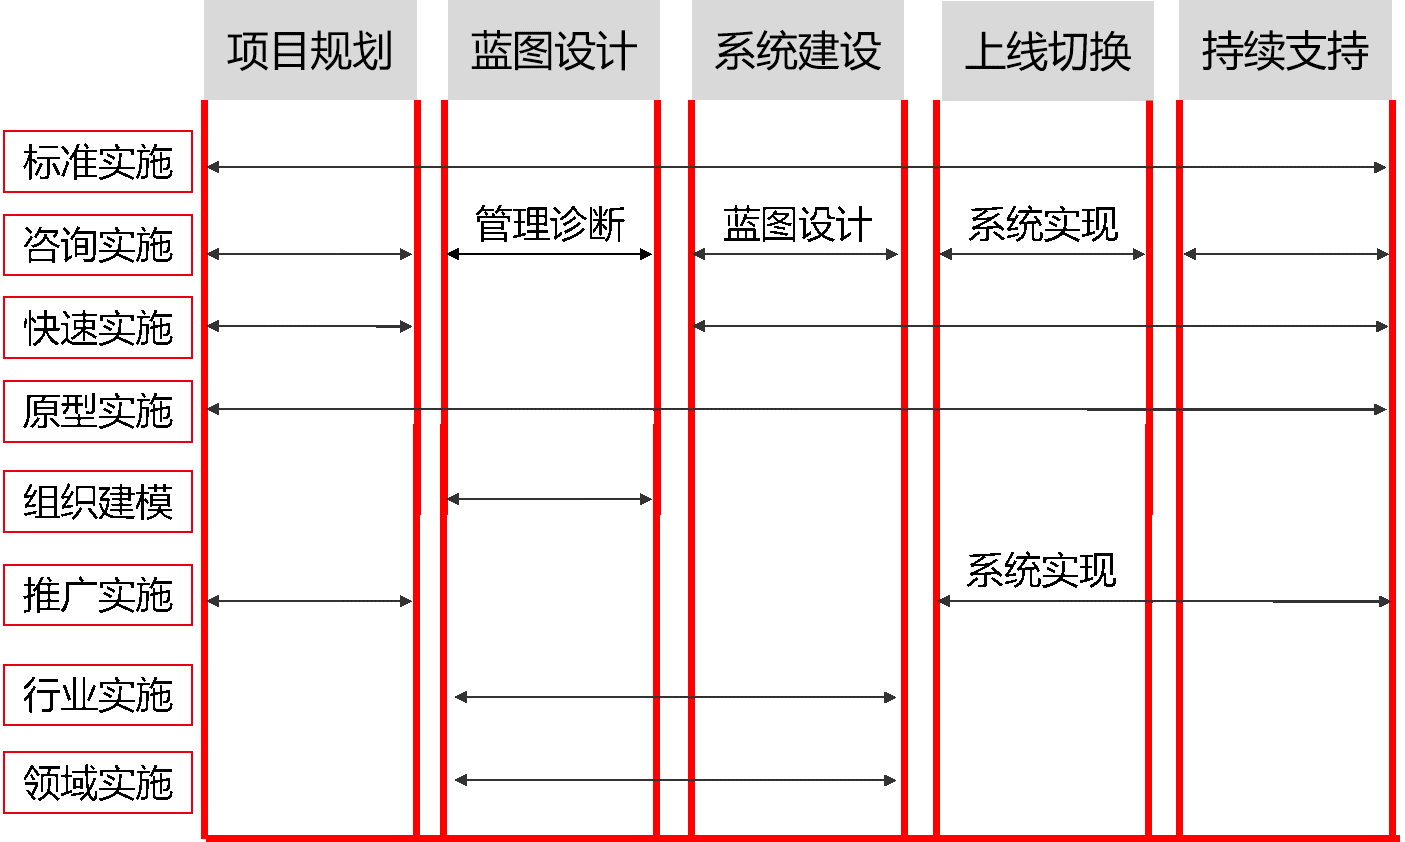 项目规划 蓝图设计 系统建设 上线切换 持续支持
标准实施
管理诊断 蓝图设计 系统实现
咨询实施
快速实施
原型实施
组织建模
系统实现
推广实施
行业实施
领域实施